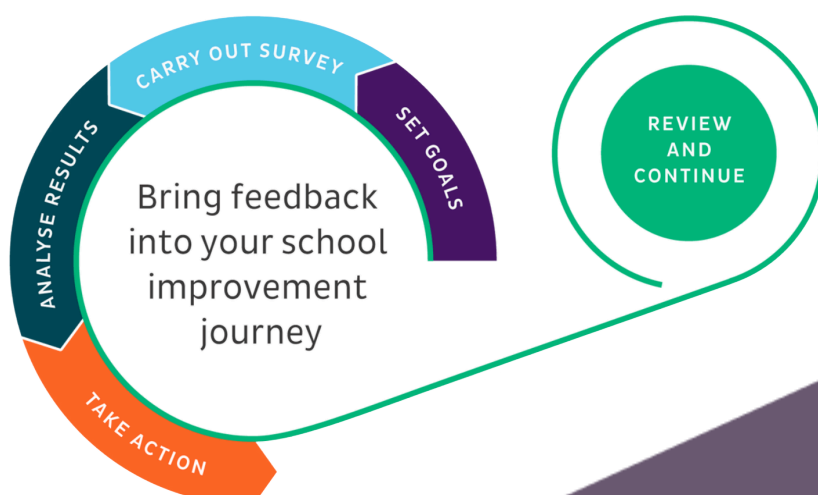 CARRY OUT SURVEY
SET GOALS
ANALYSE RESULTS
TAKE ACTION
Bring feedback
into your school
improvement
journey
REVIEW
AND
CONTINUE